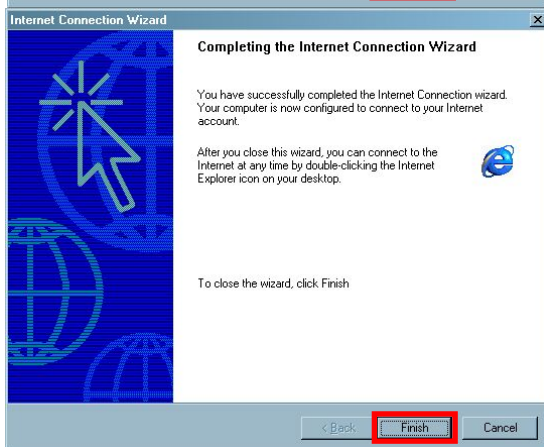 Internet Connection Wizard
Completing the Internet Connection Wizard
You have successfully completed the Internet Connection wizard.
Your computer is now configured to connect to your Internet
account.
After you close this wizard, you can connect to the
Internet at any time by double-clicking the Internet
Explorer icon on your desktop.
To close the wizard, click Finish
< Back Finish Cancel